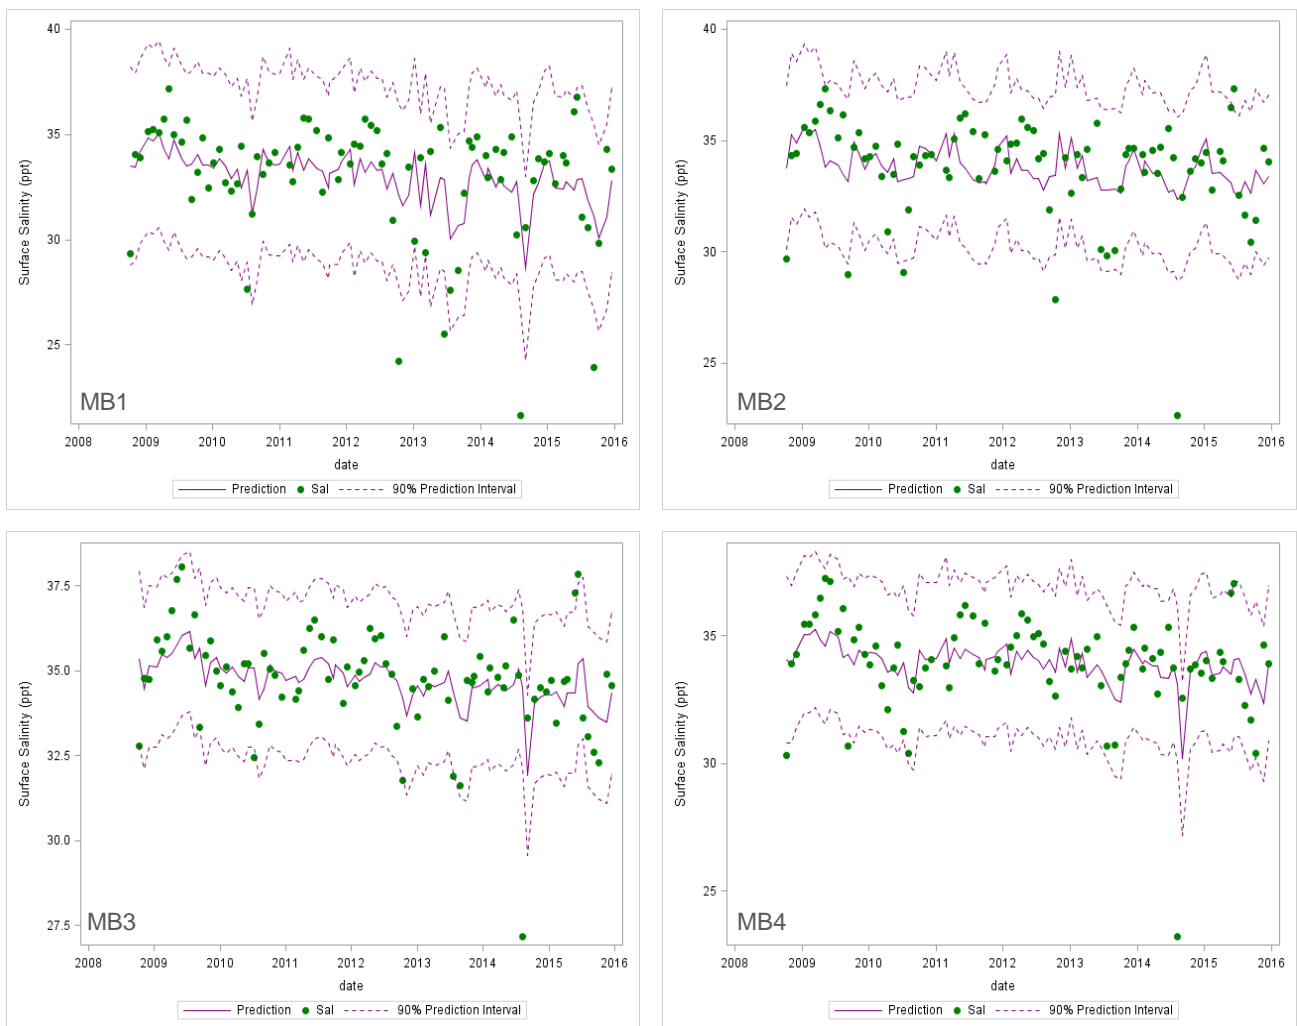 40
35
30
25
Surface Salinity (ppt)
MB1
2008 2009 2010 2011 2012 2013 2014 2015 2016
date
Prediction Sal 90% Prediction Interval
40
35
30
25
Surface Salinity (ppt)
MB2
2008 2009 2010 2011 2012 2013 2014 2015 2016
date
Prediction Sal 90% Prediction Interval
37.5
35.0
32.5
30.0
27.5
Surface Salinity (ppt)
MB3
2008 2009 2010 2011 2012 2013 2014 2015 2016
date
Prediction Sal 90% Prediction Interval
35
30
25
Surface Salinity (ppt)
MB4
2008 2009 2010 2011 2012 2013 2014 2015 2016
date
Prediction Sal 90% Prediction Interval